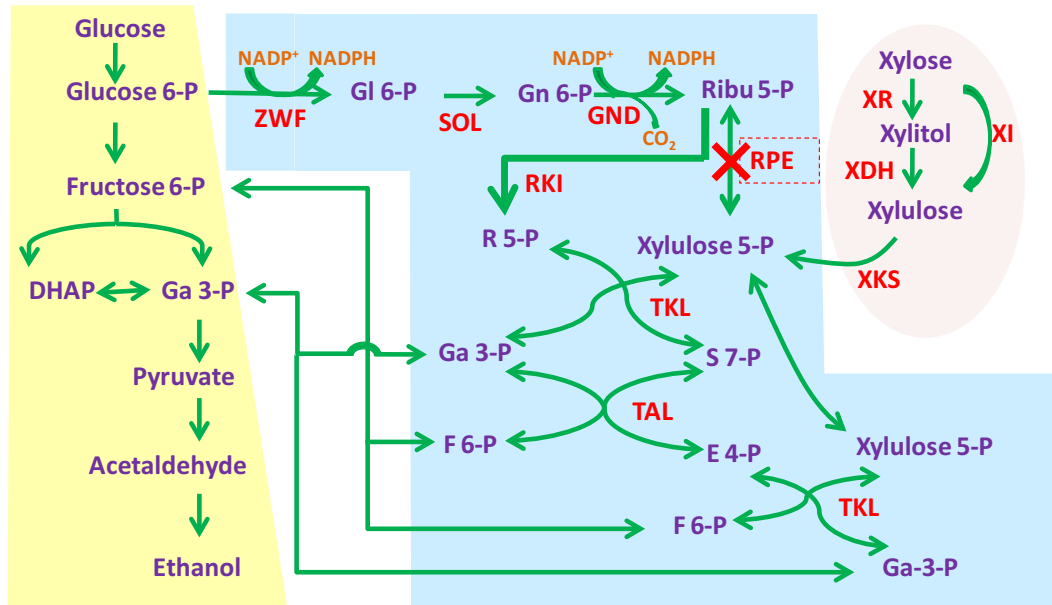 Glucose
NADP+ NADPH
NADP+ NADPH
Xylose
Glucose 6-P
Gl 6-P
Gn 6-P
Ribu 5-P
XR
ZWF
SOL
GND
CO2
Xylitol
XI
RPE
XDH
Fructose 6-P
RKI
Xylulose
R 5-P
Xylulose 5-P
XKS
DHAP
Ga 3-P
TKL
Ga 3-P
S 7-P
Pyruvate
TAL
F 6-P
E 4-P
Xylulose 5-P
Acetaldehyde
TKL
F 6-P
Ethanol
Ga-3-P